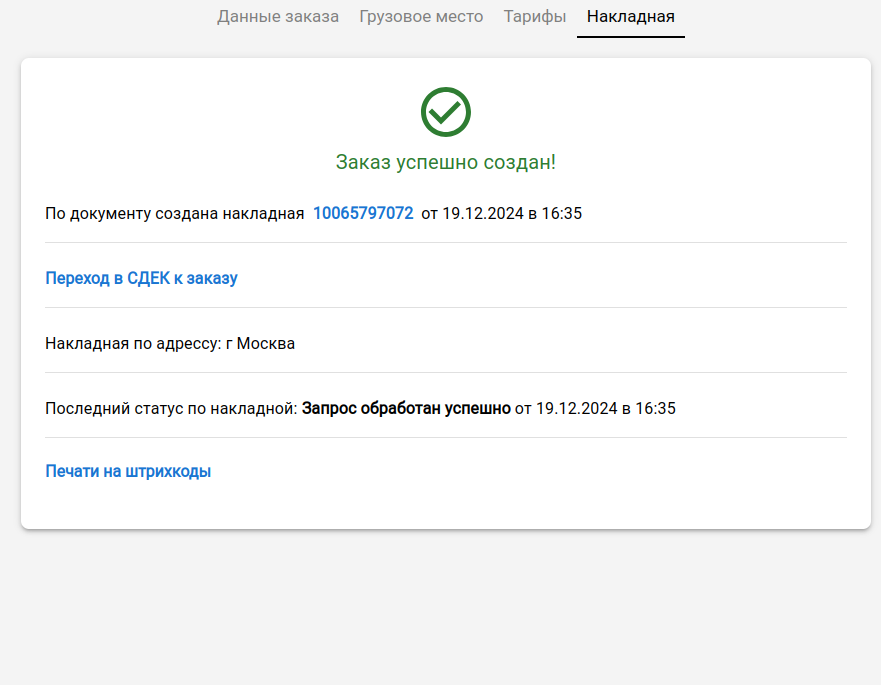 Данные заказа Грузовое место Тарифы Накладная
Заказ успешно создан!
По документу создана накладная 10065797072 от 19.12.2024 в 16:35
Переход в СДЕК к заказу
Накладная по адрессу: г Москва
Последний статус по накладной: Запрос обработан успешно от 19.12.2024 в 16:35
Печати на штрихкоды